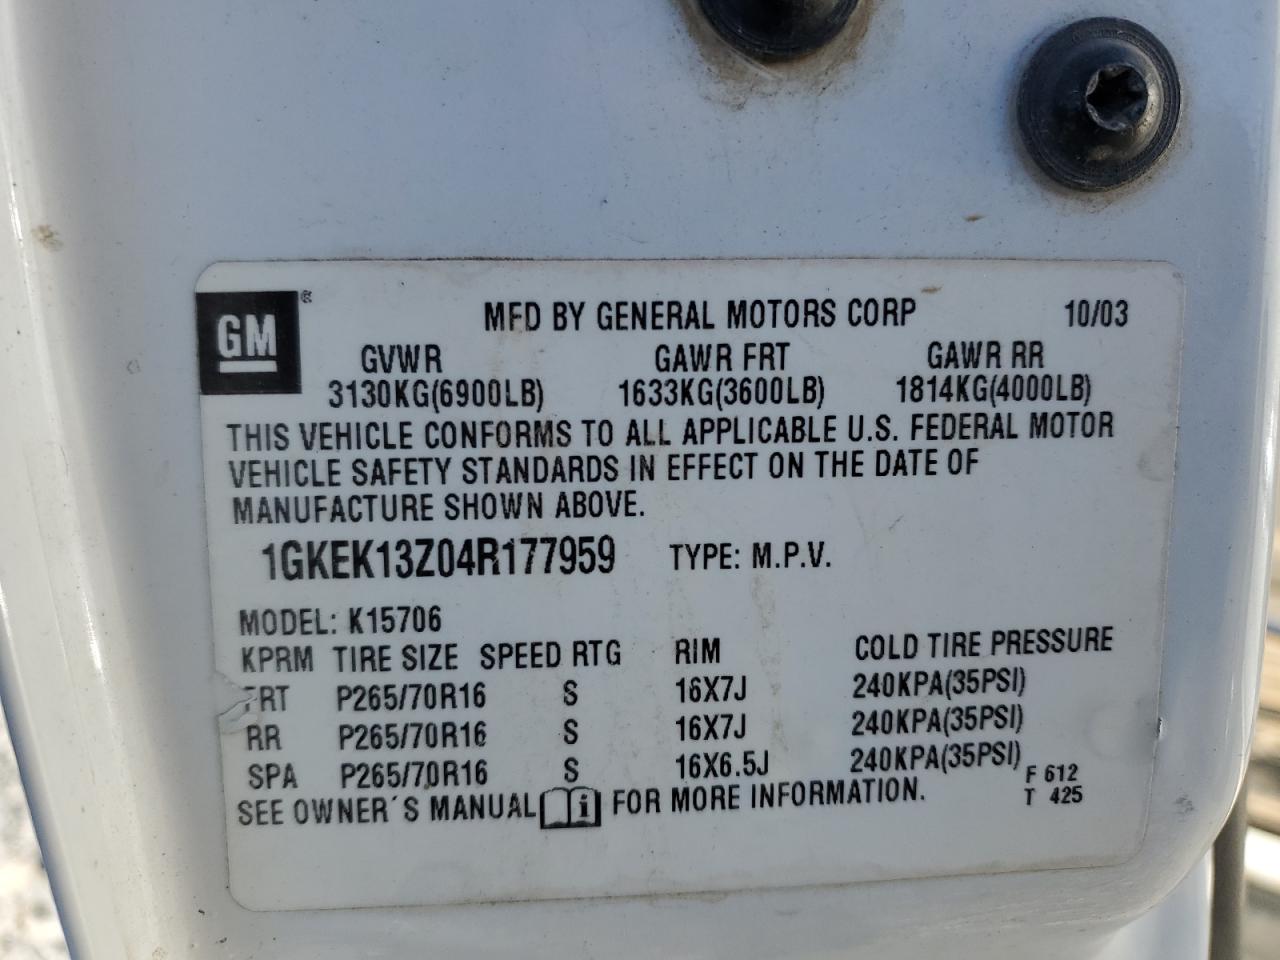 GM ® MFD BY GENERAL MOTORS CORP 10/03
GVWR GAWR FRT GAWR RR
3130KG(6900LB) 1633KG(3600LB) 1814KG(4000LB)
THIS VEHICLE CONFORMS TO ALL APPLICABLE U.S. FEDERAL MOTOR
VEHICLE SAFETY STANDARDS IN EFFECT ON THE DATE OF
MANUFACTURE SHOWN ABOVE.
1GKEK13Z04R177959 TYPE: M.P.V.
MODEL: K15706
KPRM TIRE SIZE SPEED RTG RIM COLD TIRE PRESSURE
FRT P265/70R16 S 16X7J 240KPA(35PSI)
RR P265/70R16 S 16X7J 240KPA(35PSI)
SPA P265/70R16 S 16X6.5J 240KPA(35PSI) F 612
SEE OWNER´S MANUAL i FOR MORE INFORMATION. T 425